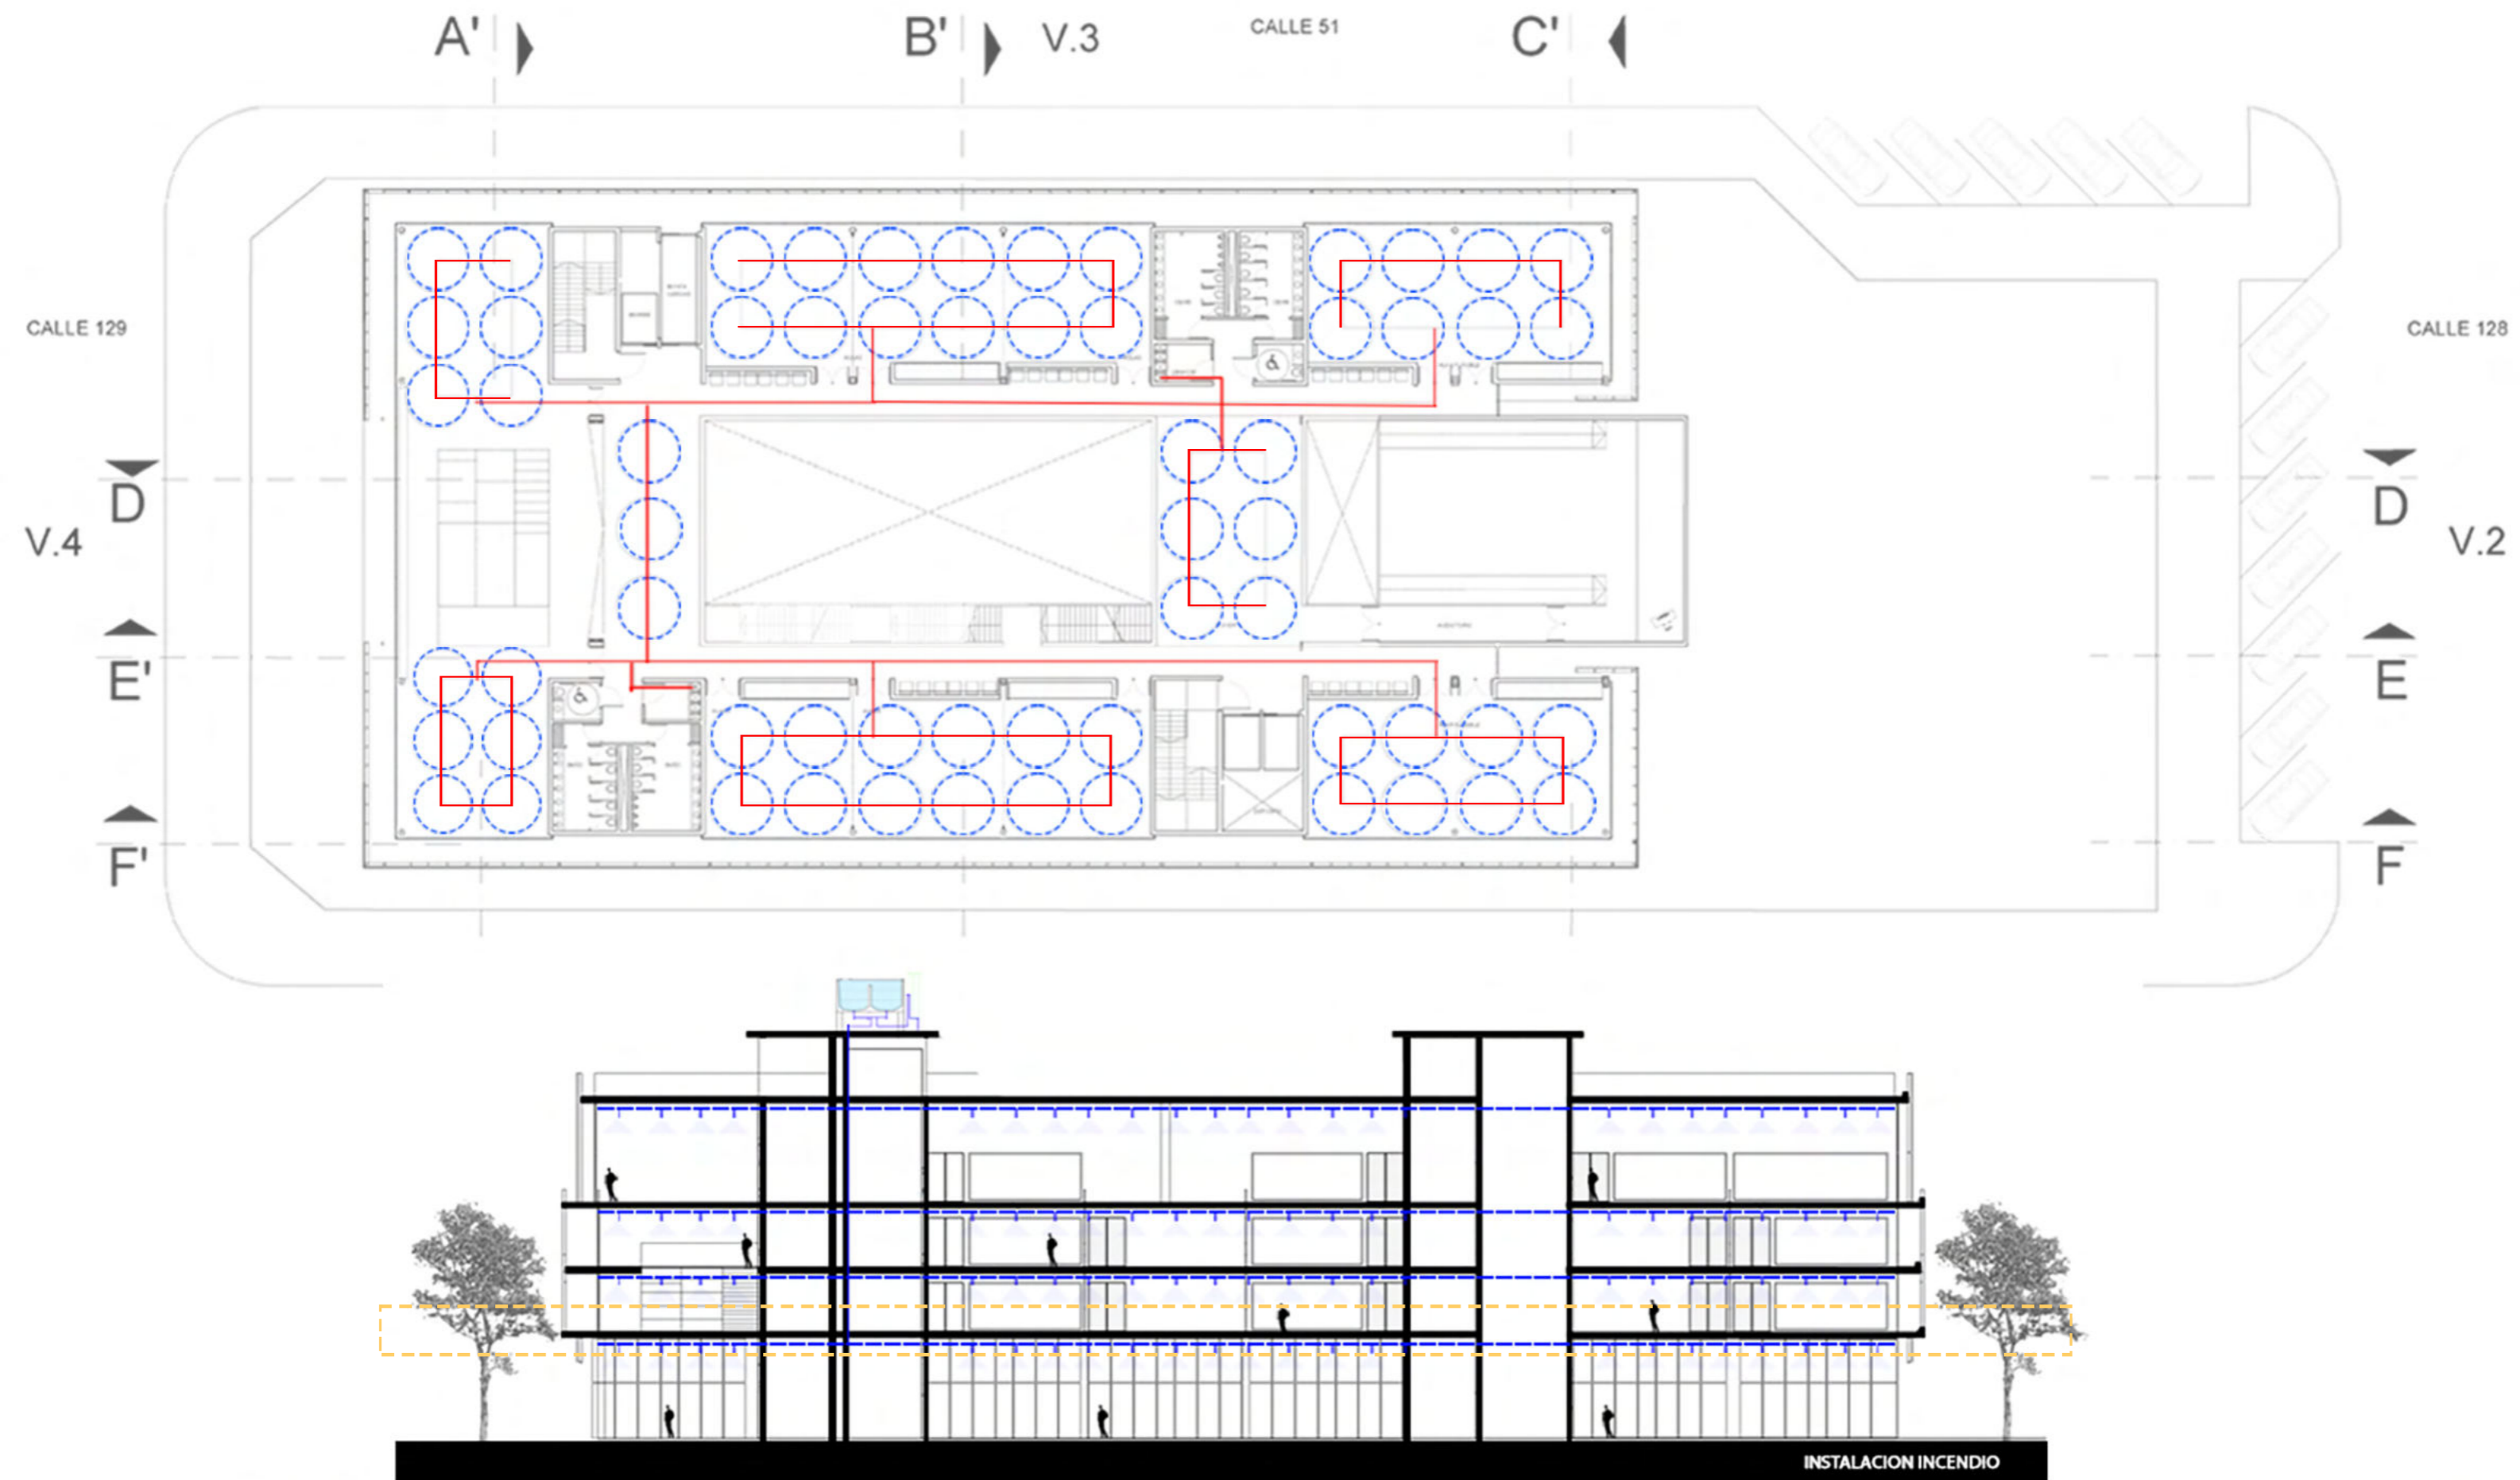 A'
B'
V.3
CALLE 51
C'
CALLE 129
CALLE 128
D
D
V.4
V.2
E'
E
F'
F
INSTALACION INCENDIO